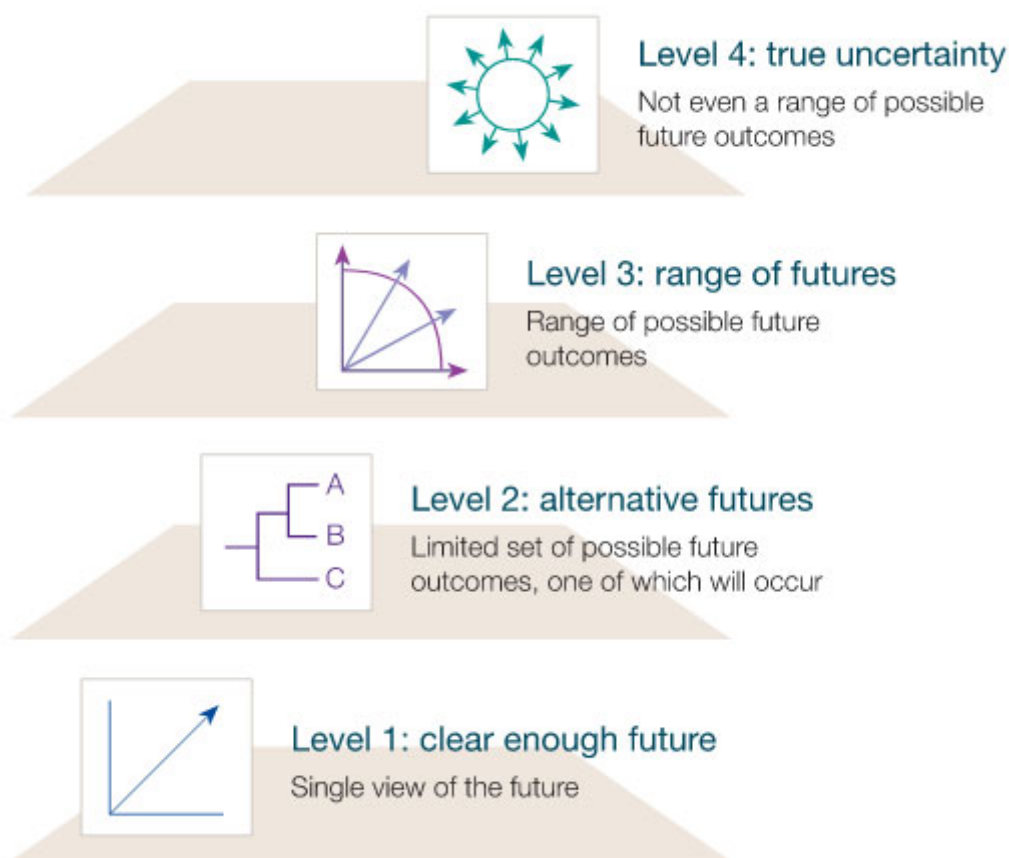 Level 4: true uncertainty
Not even a range of possible
future outcomes
Level 3: range of futures
Range of possible future
outcomes
A
B
C
Level 2: alternative futures
Limited set of possible future
outcomes, one of which will occur
Level 1: clear enough future
Single view of the future